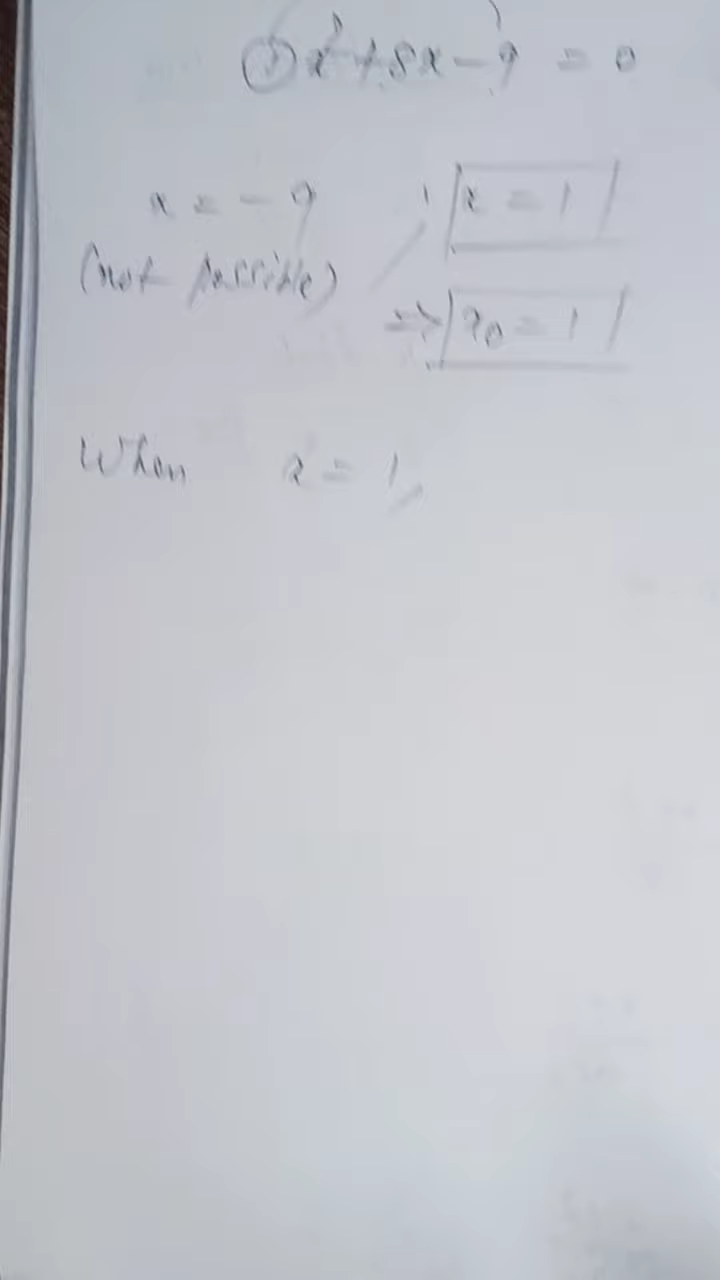 ① x² + 8x - 9 = 0
x = - 9 , x = 1
(not possible)
⇒ x₀ = 1
When x = 1,